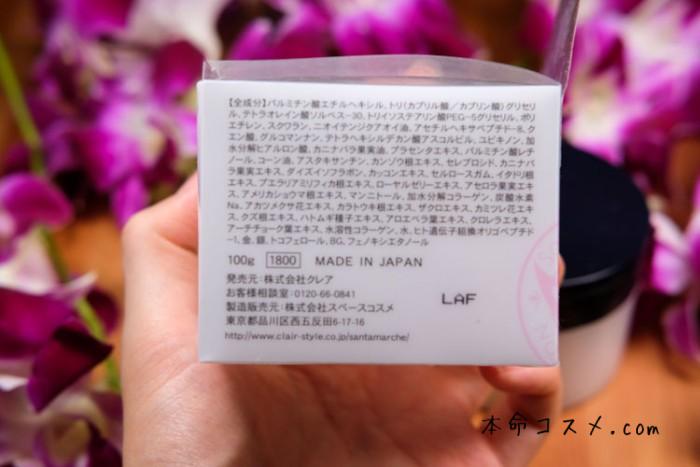 【全成分】パルミチン酸エチルヘキシル、トリ(カプリル酸/カプリン酸)グリセリ
ル、テトラオレイン酸ソルベス-30、トリイソステアリン酸PEG-5グリセリル、ポリ
エチレン、スクワラン、ニオイテンジクアオイ油、アセチルヘキサペプチド-8、ク
エン酸、グルコマンナン、テトラヘキシルデカン酸アスコルビル、ユビキノン、加
水分解ヒアルロン酸、カニナバラ果実油、プラセンタエキス、パルミチン酸レチ
ノール、コーン油、アスタキサンチン、カンゾウ根エキス、セレブロシド、カニナバ
ラ果実エキス、ダイズイソフラボン、カッコンエキス、セルロースガム、イタドリ根
エキス、プエラリアミリフィカ根エキス、ローヤルゼリーエキス、アセロラ果実エキ
ス、アメリカショウマ根エキス、マンニトール、加水分解コラーゲン、炭酸水素
Na、アカツメクサ花エキス、カラトウキ根エキス、ザクロエキス、カミツレ花エキ
ス、クズ根エキス、ハトムギ種子エキス、アロエベラ葉エキス、クロレラエキス、
アーチチョーク葉エキス、水溶性コラーゲン、水、ヒト遺伝子組換オリゴペプチド
-1、金、銀、トコフェロール、BG、フェノキシエタノール
100g 1800 MADE IN JAPAN
発売元:株式会社クレア
お客様相談室:0120-66-0841
製造販売元:株式会社スペースコスメ
東京都品川区西五反田6-17-16
http://www.clair-style.co.jp/santamarche/
LAF
本命コスメ.com